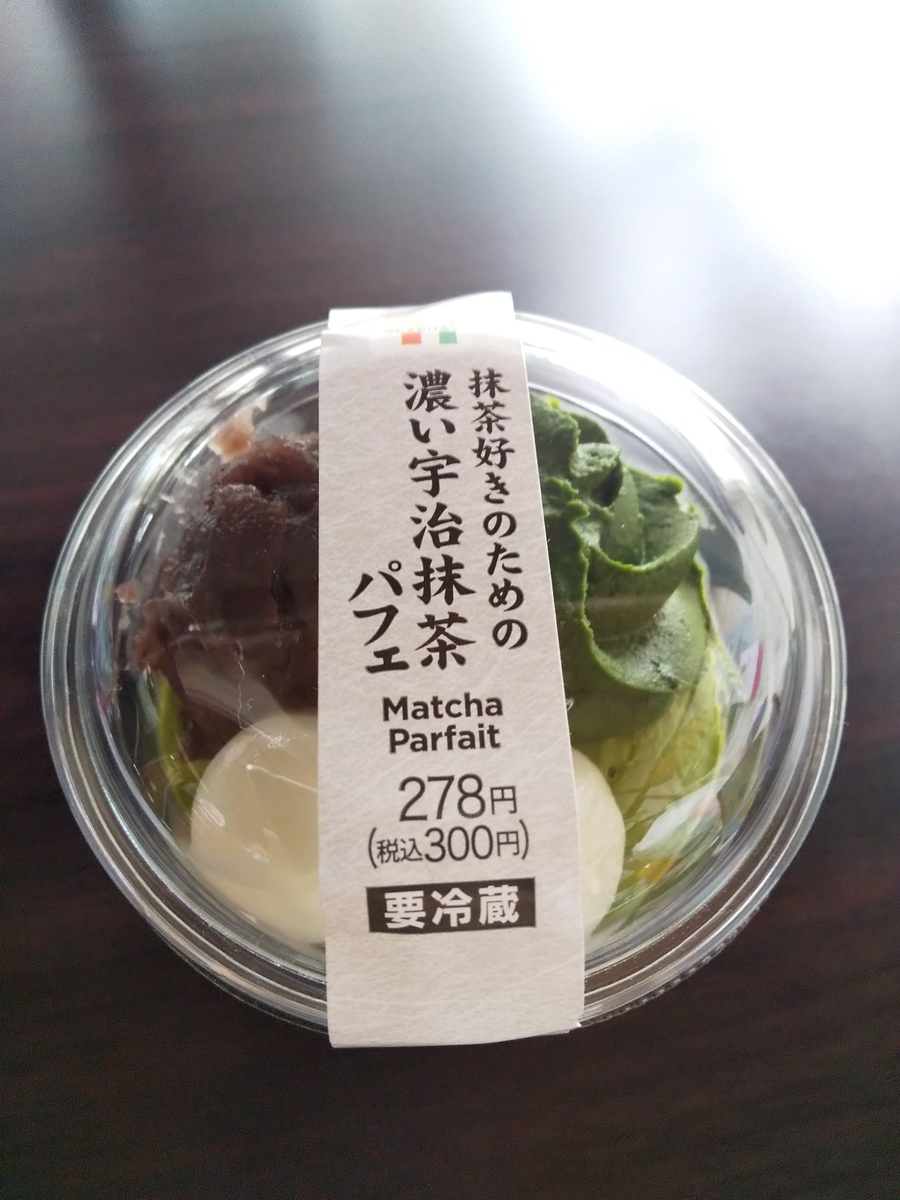 抹茶好きのための
濃い宇治抹茶
パフェ
Matcha
Parfait
278円
(税込300円)
要冷蔵